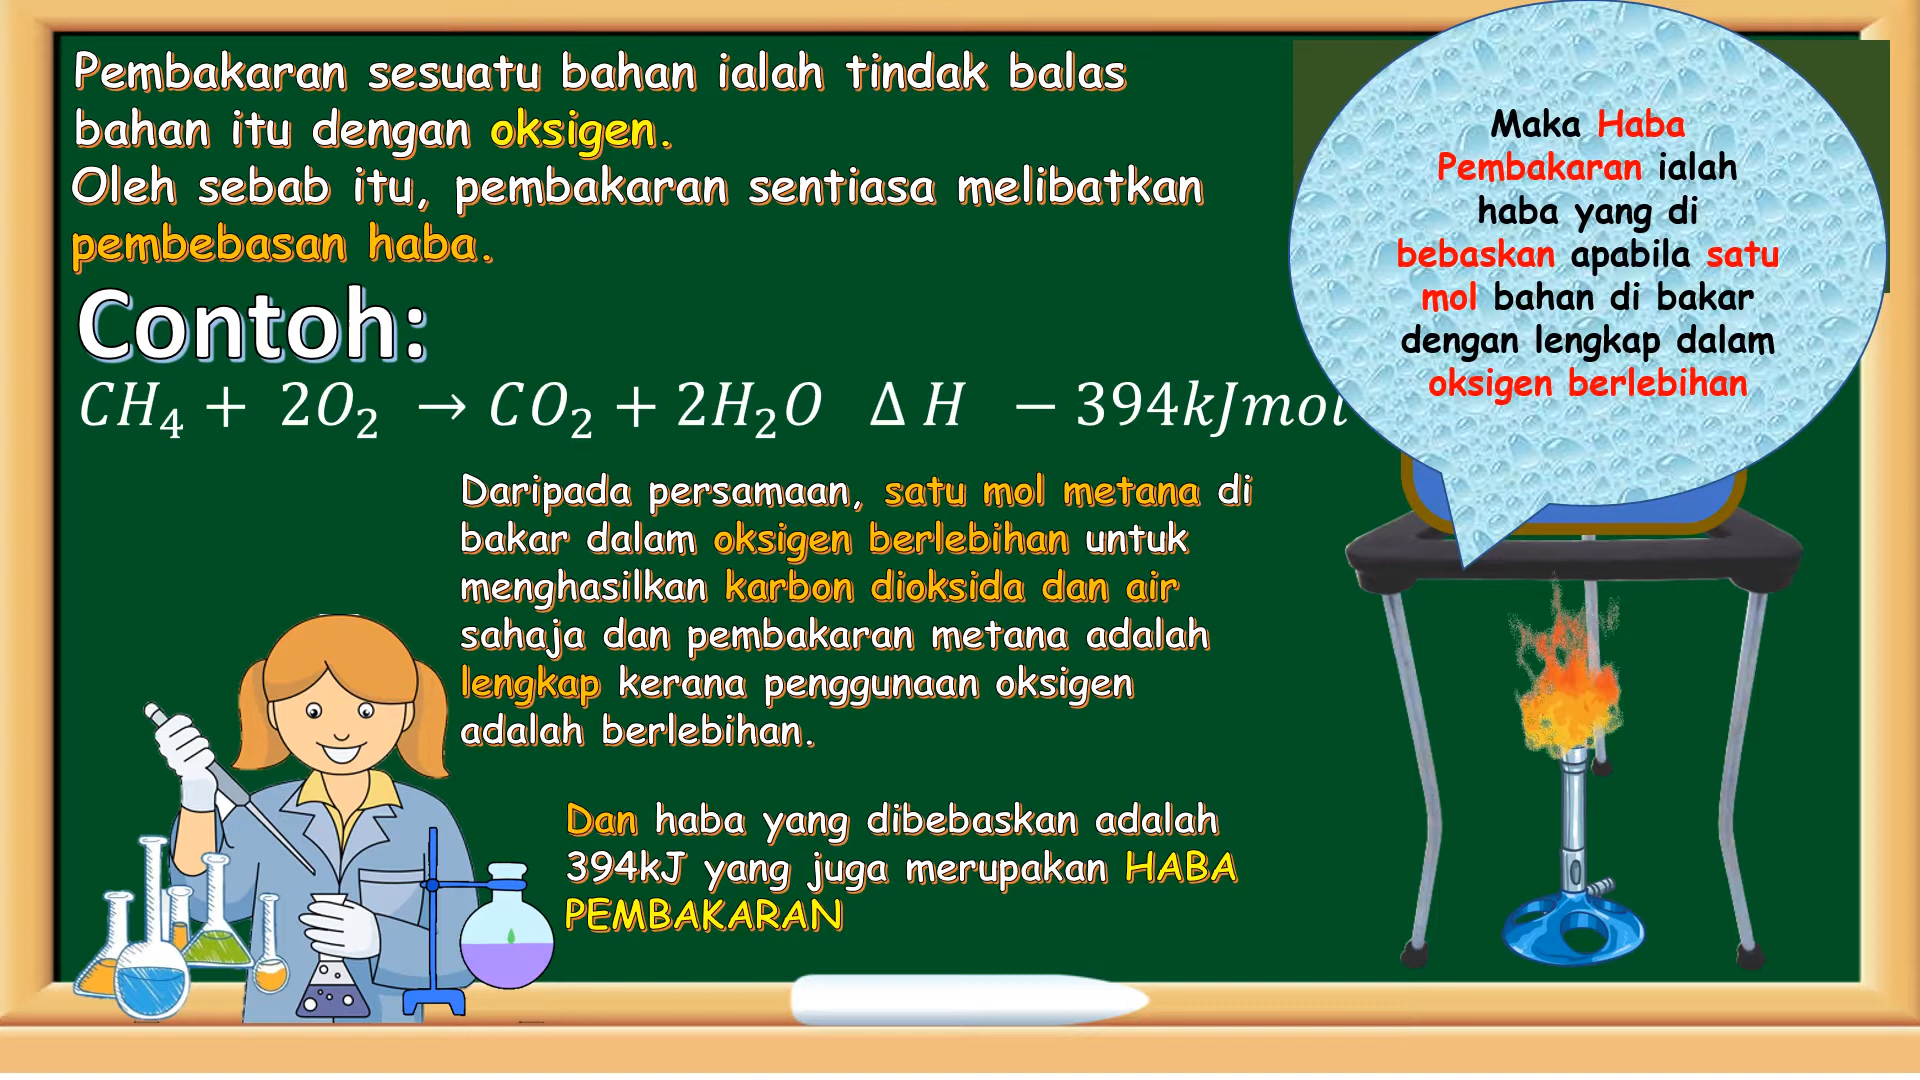 Pembakaran sesuatu bahan ialah tindak balas
bahan itu dengan oksigen.
Oleh sebab itu, pembakaran sentiasa melibatkan
pembebasan haba.
Contoh:
CH₄ + 2O₂ → CO₂ + 2H₂O Δ H − 394kJmol
Daripada persamaan, satu mol metana di
bakar dalam oksigen berlebihan untuk
menghasilkan karbon dioksida dan air
sahaja dan pembakaran metana adalah
lengkap kerana penggunaan oksigen
adalah berlebihan.
Dan haba yang dibebaskan adalah
394kJ yang juga merupakan HABA
PEMBAKARAN
Maka Haba
Pembakaran ialah
haba yang di
bebaskan apabila satu
mol bahan di bakar
dengan lengkap dalam
oksigen berlebihan